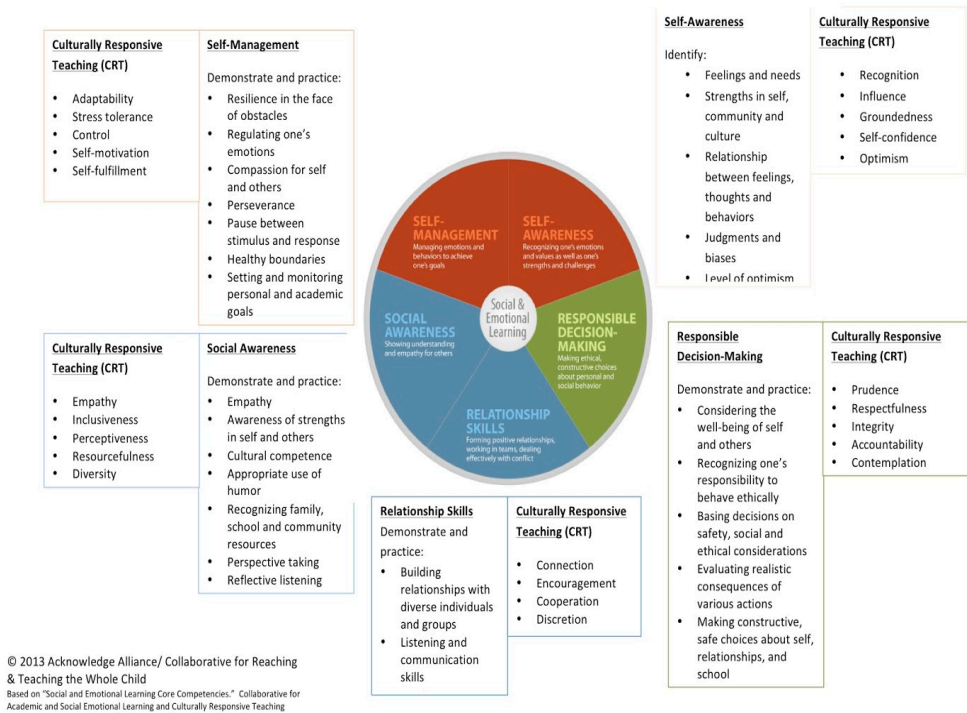 Culturally Responsive
Teaching (CRT)
• Adaptability
• Stress tolerance
• Control
• Self-motivation
• Self-fulfillment
Self-Management
Demonstrate and practice:
• Resilience in the face
of obstacles
• Regulating one's
emotions
• Compassion for self
and others
• Perseverance
• Pause between
stimulus and response
• Healthy boundaries
• Setting and monitoring
personal and academic
goals
Self-Awareness
Identify:
• Feelings and needs
• Strengths in self,
community and
culture
• Relationship
between feelings,
thoughts and
behaviors
• Judgments and
biases
• Level of optimism
Culturally Responsive
Teaching (CRT)
• Recognition
• Influence
• Groundedness
• Self-confidence
• Optimism
SELF-
MANAGEMENT
Managing emotions and
behaviors to achieve
one's goals
SELF-
AWARENESS
Recognizing one's emotions
and values as well as one's
strengths and challenges
SOCIAL
AWARENESS
Showing understanding
and empathy for others
Social &
Emotional
Learning
RESPONSIBLE
DECISION-
MAKING
Making ethical,
constructive choices
about personal and
social behavior
RELATIONSHIP
SKILLS
Forming positive relationships,
working in teams, dealing
effectively with conflict
Culturally Responsive
Teaching (CRT)
• Empathy
• Inclusiveness
• Perceptiveness
• Resourcefulness
• Diversity
Social Awareness
Demonstrate and practice:
• Empathy
• Awareness of strengths
in self and others
• Cultural competence
• Appropriate use of
humor
• Recognizing family,
school and community
resources
• Perspective taking
• Reflective listening
Relationship Skills
Demonstrate and
practice:
• Building
relationships with
diverse individuals
and groups
• Listening and
communication
skills
Culturally Responsive
Teaching (CRT)
• Connection
• Encouragement
• Cooperation
• Discretion
Responsible
Decision-Making
Demonstrate and practice:
• Considering the
well-being of self
and others
• Recognizing one's
responsibility to
behave ethically
• Basing decisions on
safety, social and
ethical considerations
• Evaluating realistic
consequences of
various actions
• Making constructive,
safe choices about self,
relationships, and
school
Culturally Responsive
Teaching (CRT)
• Prudence
• Respectfulness
• Integrity
• Accountability
• Contemplation
© 2013 Acknowledge Alliance/ Collaborative for Reaching
& Teaching the Whole Child
Based on "Social and Emotional Learning Core Competencies." Collaborative for
Academic and Social Emotional Learning and Culturally Responsive Teaching